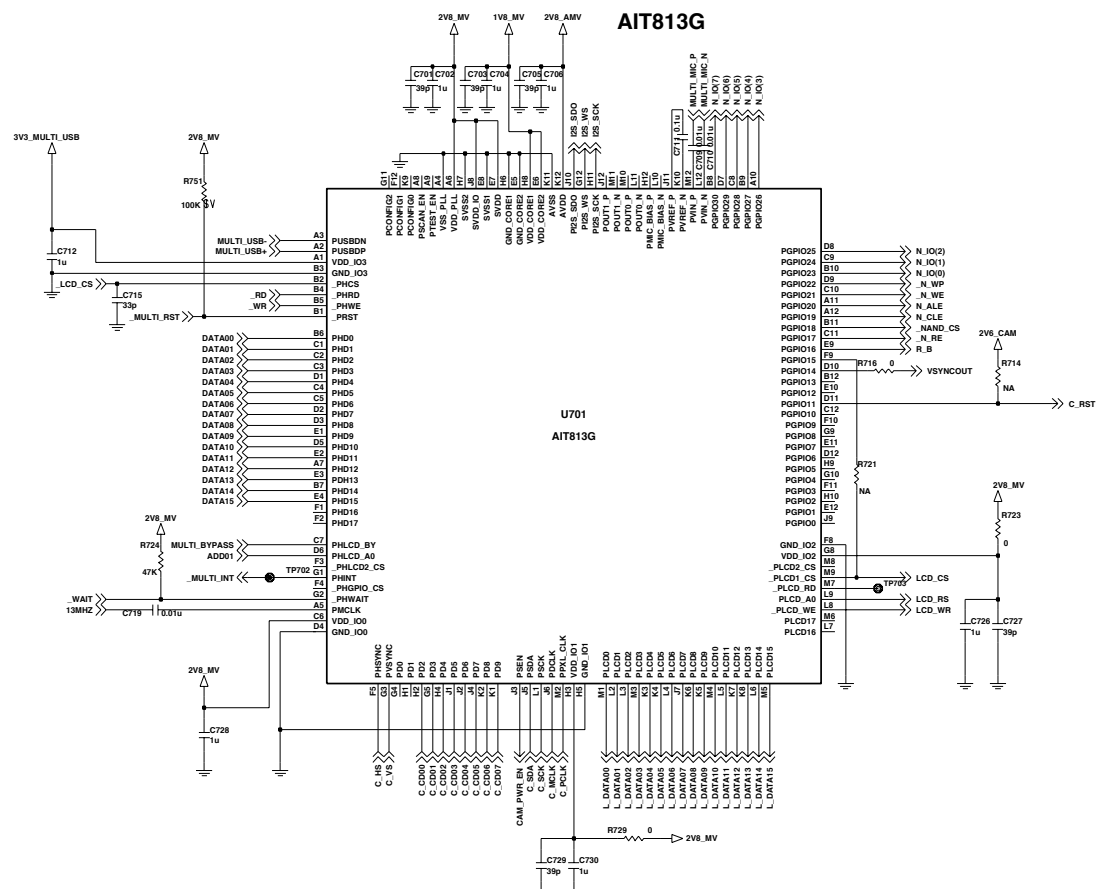 AIT813G
2V8_MV
1V8_MV
2V8_AMV
C701
39p
C702
1u
C703
39p
C704
1u
C705
39p
C706
1u
I2S_SDO
I2S_WS
I2S_SCK
C711 0.1u
MULTI_MIC_P
MULTI_MIC_N
C709 0.01u
C710 0.01u
N_IO(7)
N_IO(6)
N_IO(5)
N_IO(4)
N_IO(3)
G11 PCONFIG2
F12 PCONFIG1
K9 PCONFIG0
A8 PSCAN_EN
A9 PTEST_EN
A4 VSS_PLL
A6 VDD_PLL
H7 SVSS2
J8 SVDD_IO
E8 SVSS1
E7 SVDD
H6 GND_CORE1
E5 GND_CORE2
H8 VDD_CORE1
E6 VDD_CORE2
K11 AVSS
K12 AVDD
J10 PI2S_SDO
G12 PI2S_WS
H11 PI2S_SCK
J12 POUT1_P
M11 POUT1_N
M10 POUT0_P
L11 POUT0_N
H12 PMIC_BIAS_P
L10 PMIC_BIAS_N
J11 PVREF_P
K10 PVREF_N
M12 PVIN_P
L12 PVIN_N
B8 PGPIO30
D7 PGPIO29
C8 PGPIO28
B9 PGPIO27
A10 PGPIO26
3V3_MULTI_USB
2V8_MV
R751
100K
C712
1u
C715
33p
MULTI_USB- A3 PUSBDN
MULTI_USB+ A2 PUSBDP
A1 VDD_IO3
B3 GND_IO3
_LCD_CS B2 _PHCS
_RD B4 _PHRD
_WR B5 _PHWE
_MULTI_RST B1 _PRST
DATA00 B6 PHD0
DATA01 C1 PHD1
DATA02 C2 PHD2
DATA03 C3 PHD3
DATA04 D1 PHD4
DATA05 C4 PHD5
DATA06 C5 PHD6
DATA07 D2 PHD7
DATA08 D3 PHD8
DATA09 E1 PHD9
DATA10 D5 PHD10
DATA11 E2 PHD11
DATA12 A7 PHD12
DATA13 E3 PDH13
DATA14 B7 PHD14
DATA15 E4 PHD15
F1 PHD16
F2 PHD17
2V8_MV
R724
47K
MULTI_BYPASS C7 PHLCD_BY
ADD01 D6 PHLCD_A0
F3 _PHLCD2_CS
_MULTI_INT TP702 G1 PHINT
F4 _PHGPIO_CS
_WAIT G2 _PHWAIT
13MHZ C719 0.01u A5 PMCLK
C6 VDD_IO0
D4 GND_IO0
2V8_MV
C728
1u
U701
AIT813G
PGPIO25 D8 N_IO(2)
PGPIO24 C9 N_IO(1)
PGPIO23 B10 N_IO(0)
PGPIO22 D9 _N_WP
PGPIO21 C10 _N_WE
PGPIO20 A11 N_ALE
PGPIO19 A12 N_CLE
PGPIO18 B11 _NAND_CS
PGPIO17 C11 _N_RE
PGPIO16 E9 R_B
PGPIO15 F9
PGPIO14 D10 R716 0 VSYNCOUT
PGPIO13 B12
PGPIO12 E10
PGPIO11 D11 C_RST
PGPIO10 C12
PGPIO9 F10
PGPIO8 G9
PGPIO7 E11
PGPIO6 D12
PGPIO5 H9
PGPIO4 G10
PGPIO3 F11
PGPIO2 H10
PGPIO1 E12
PGPIO0 J9
2V6_CAM
R714
NA
R721
NA
2V8_MV
R723
0
GND_IO2 F8
VDD_IO2 G8
_PLCD2_CS M8
_PLCD1_CS M9 LCD_CS
_PLCD_RD M7 TP703
PLCD_A0 L9 LCD_RS
_PLCD_WE L8 LCD_WR
PLCD17 M6
PLCD16 L7
C726
1u
C727
39p
PHSYNC F5 C_HS
PVSYNC G3 C_VS
PD0 G4
PD1 H1
PD2 H2 C_CD00
PD3 G5 C_CD01
PD4 H4 C_CD02
PD5 J1 C_CD03
PD6 J2 C_CD04
PD7 J4 C_CD05
PD8 K2 C_CD06
PD9 K1 C_CD07
PSEN J3 CAM_PWR_EN
PSDA J5 C_SDA
PSCK L1 C_SCK
PDCLK J6 C_MCLK
PPXL_CLK M2 C_PCLK
VDD_IO1 H3
GND_IO1 H5
PLCD0 M1 L_DATA00
PLCD1 L2 L_DATA01
PLCD2 L3 L_DATA02
PLCD3 M3 L_DATA03
PLCD4 K3 L_DATA04
PLCD5 K4 L_DATA05
PLCD6 L4 L_DATA06
PLCD7 J7 L_DATA07
PLCD8 K6 L_DATA08
PLCD9 K5 L_DATA09
PLCD10 M4 L_DATA10
PLCD11 L5 L_DATA11
PLCD12 K7 L_DATA12
PLCD13 K8 L_DATA13
PLCD14 L6 L_DATA14
PLCD15 M5 L_DATA15
R729 0 2V8_MV
C729
39p
C730
1u